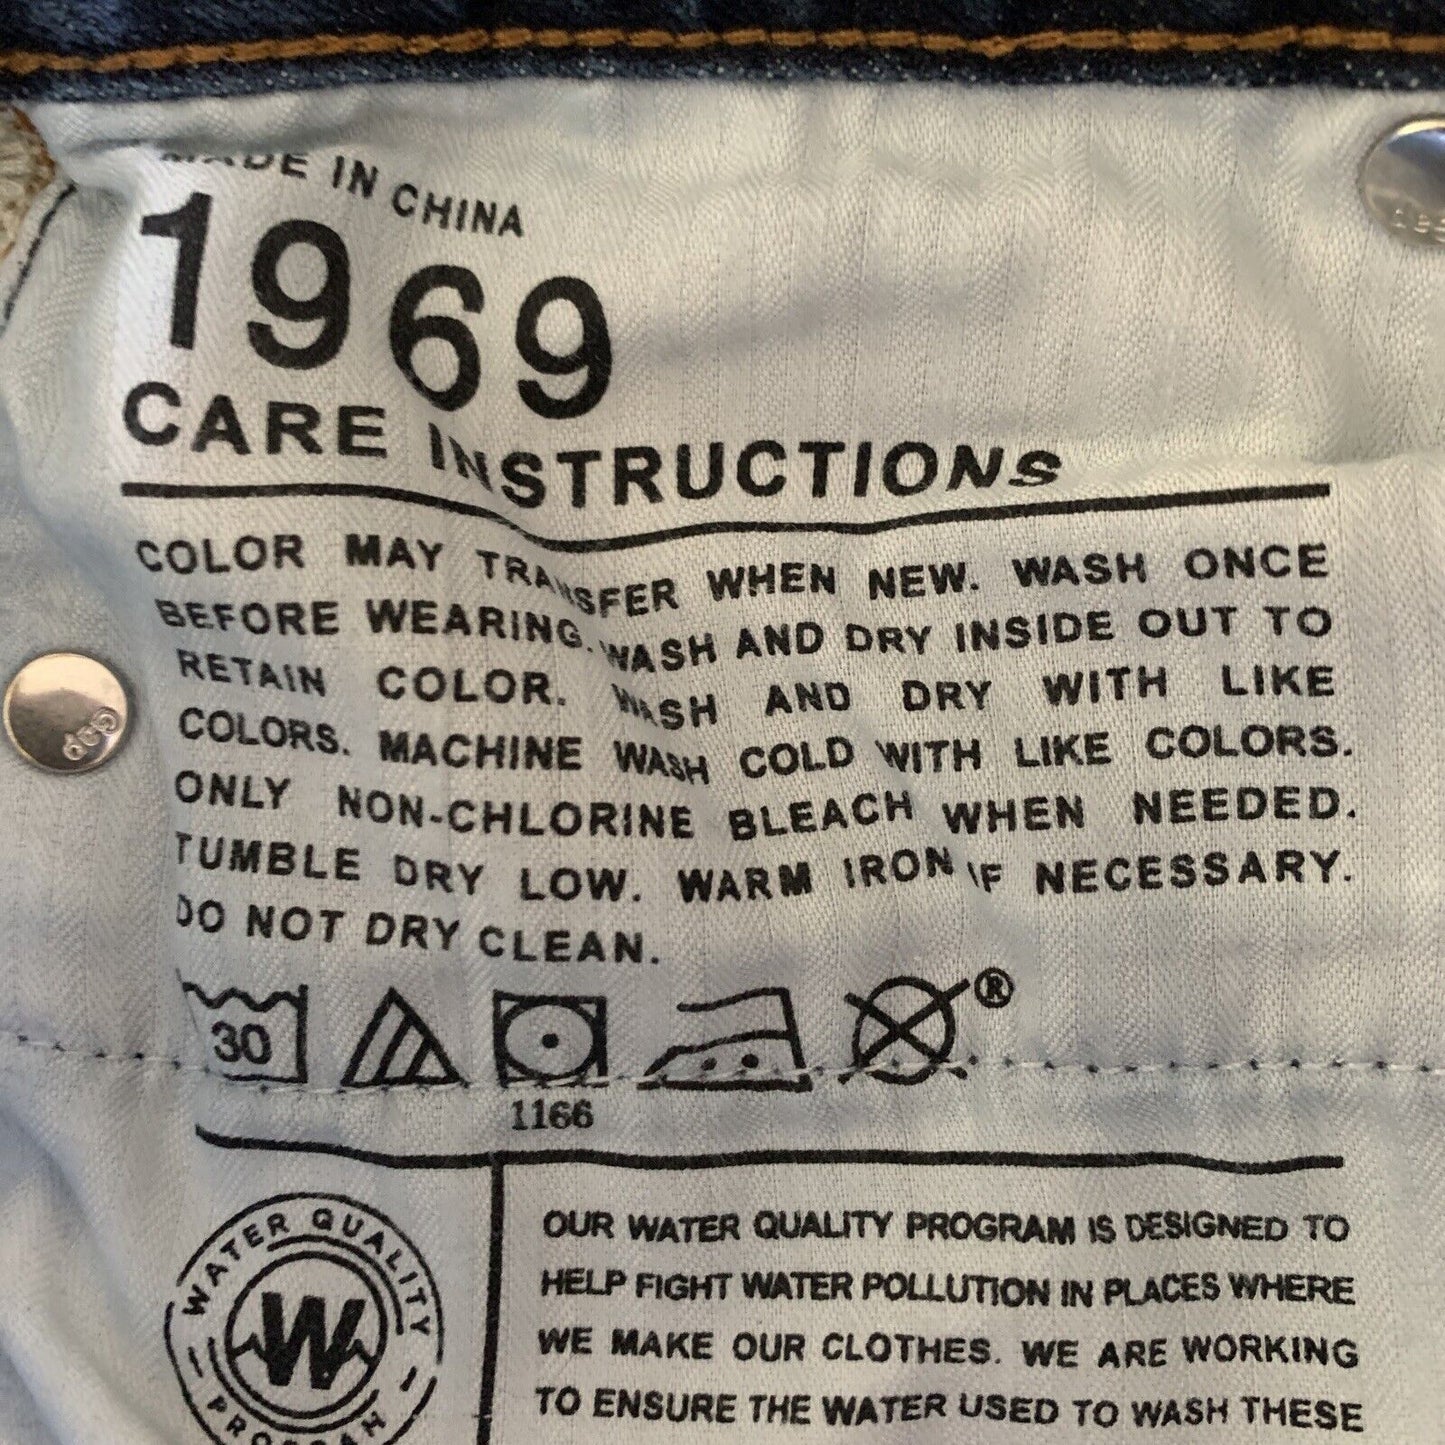 MADE IN CHINA
1969
CARE INSTRUCTIONS
COLOR MAY TRANSFER WHEN NEW. WASH ONCE
BEFORE WEARING. WASH AND DRY INSIDE OUT TO
RETAIN COLOR. WASH AND DRY WITH LIKE
COLORS. MACHINE WASH COLD WITH LIKE COLORS.
ONLY NON-CHLORINE BLEACH WHEN NEEDED.
TUMBLE DRY LOW. WARM IRON IF NECESSARY.
DO NOT DRY CLEAN.
30
®
1166
WATER QUALITY
W
PROGRAM
OUR WATER QUALITY PROGRAM IS DESIGNED TO
HELP FIGHT WATER POLLUTION IN PLACES WHERE
WE MAKE OUR CLOTHES. WE ARE WORKING
TO ENSURE THE WATER USED TO WASH THESE
gap
gap